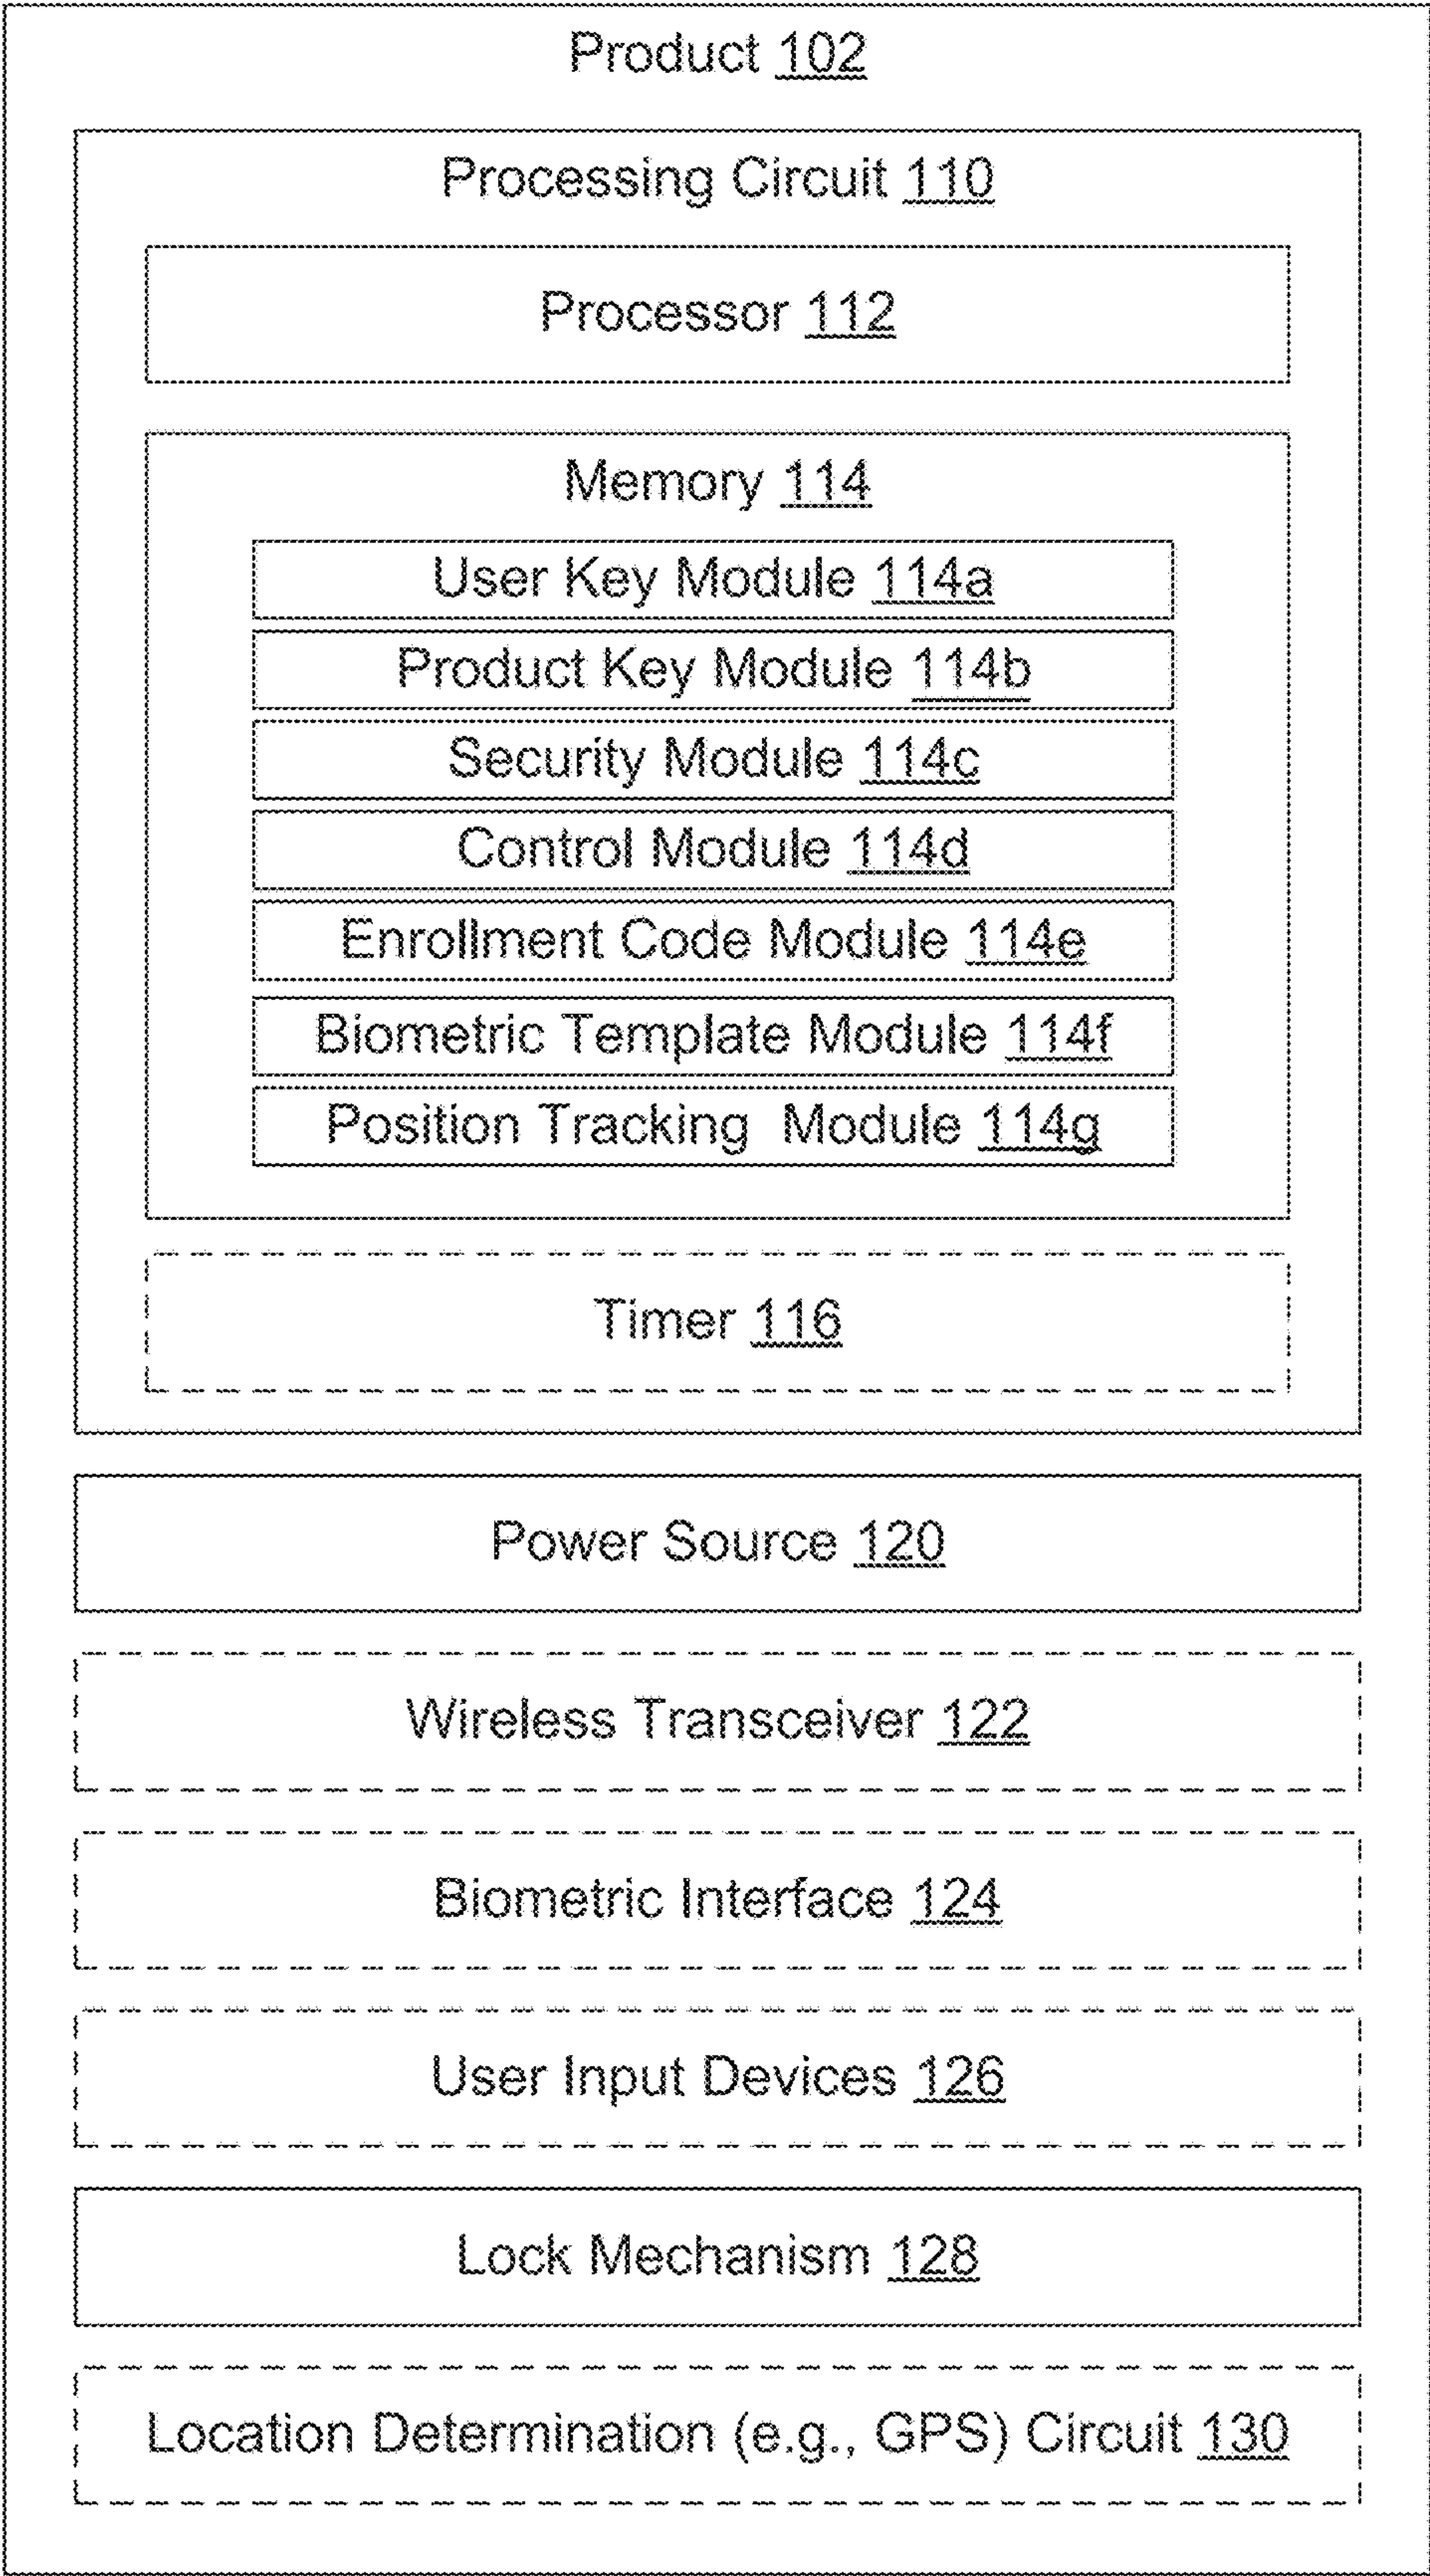 Product 102
Processing Circuit 110
Processor 112
Memory 114
User Key Module 114a
Product Key Module 114b
Security Module 114c
Control Module 114d
Enrollment Code Module 114e
Biometric Template Module 114f
Position Tracking  Module 114g
Timer 116
Power Source 120
Wireless Transceiver 122
Biometric Interface 124
User Input Devices 126
Lock Mechanism 128
Location Determination (e.g., GPS) Circuit 130